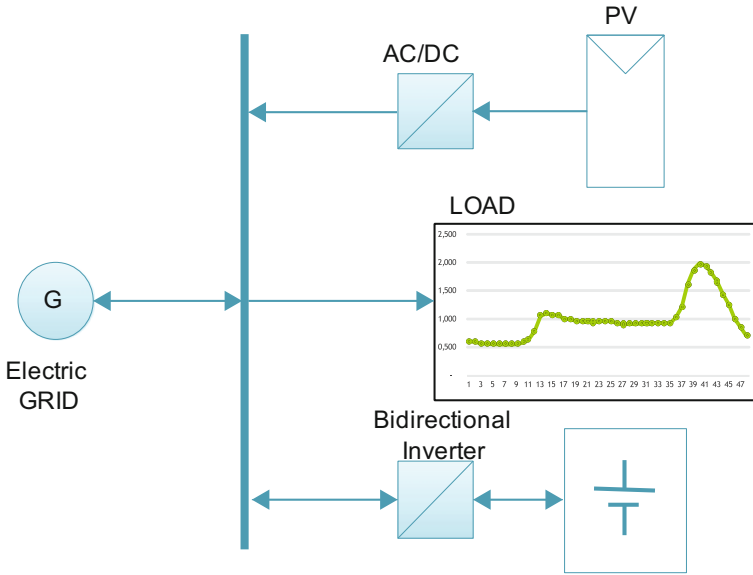 PV
AC/DC
LOAD
2,500
2,000
1,500
1,000
0,500
-
1 3 5 7 9 11 13 15 17 19 21 23 25 27 29 31 33 35 37 39 41 43 45 47
G
Electric
GRID
Bidirectional
Inverter